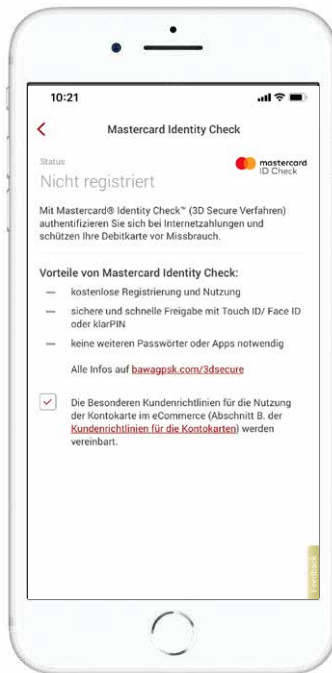 10:21
Mastercard Identity Check
Status
Nicht registriert
mastercard
ID Check
Mit Mastercard® Identity Check™ (3D Secure Verfahren)
authentifizieren Sie sich bei Internetzahlungen und
schützen Ihre Debitkarte vor Missbrauch.
Vorteile von Mastercard Identity Check:
— kostenlose Registrierung und Nutzung
— sichere und schnelle Freigabe mit Touch ID/ Face ID
oder klarPIN
— keine weiteren Passwörter oder Apps notwendig
Alle Infos auf bawagpsk.com/3dsecure
Die Besonderen Kundenrichtlinien für die Nutzung
der Kontokarte im eCommerce (Abschnitt B. der
Kundenrichtlinien für die Kontokarten) werden
vereinbart.
Feedback